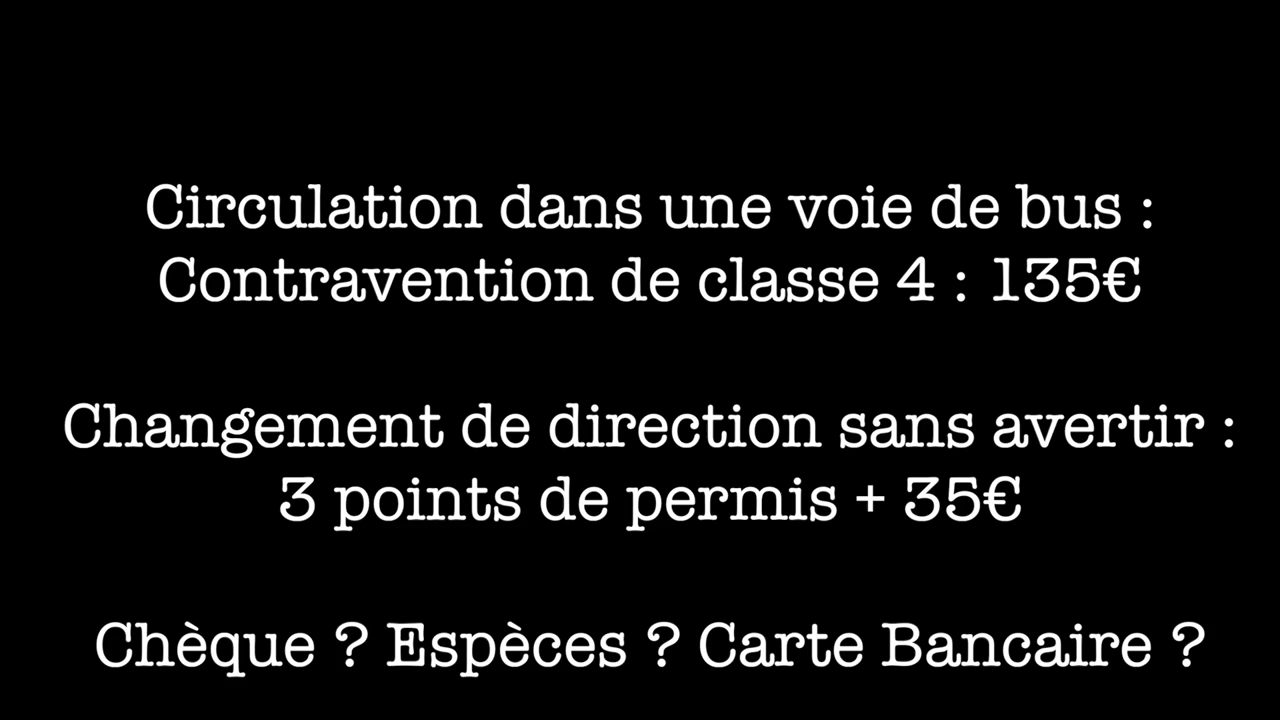 Circulation dans une voie de bus :
Contravention de classe 4 : 135€
Changement de direction sans avertir :
3 points de permis + 35€
Chèque ? Espèces ? Carte Bancaire ?